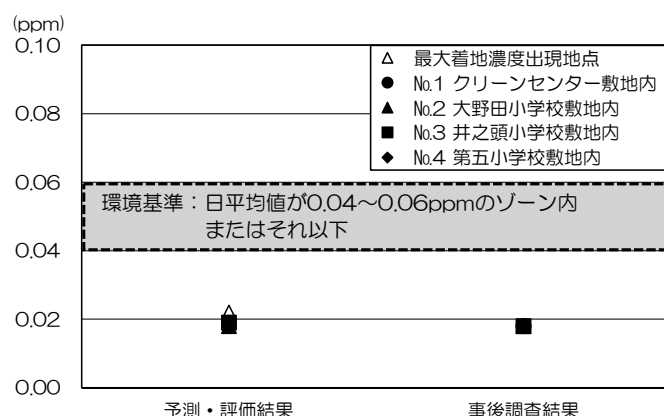 (ppm)
0.10
0.08
0.06
0.04
0.02
0.00
最大着地濃度出現地点
№1 クリーンセンター敷地内
№2 大野田小学校敷地内
№3 井之頭小学校敷地内
№4 第五小学校敷地内
環境基準：日平均値が0.04～0.06ppmのゾーン内
またはそれ以下
予測・評価結果
事後調査結果